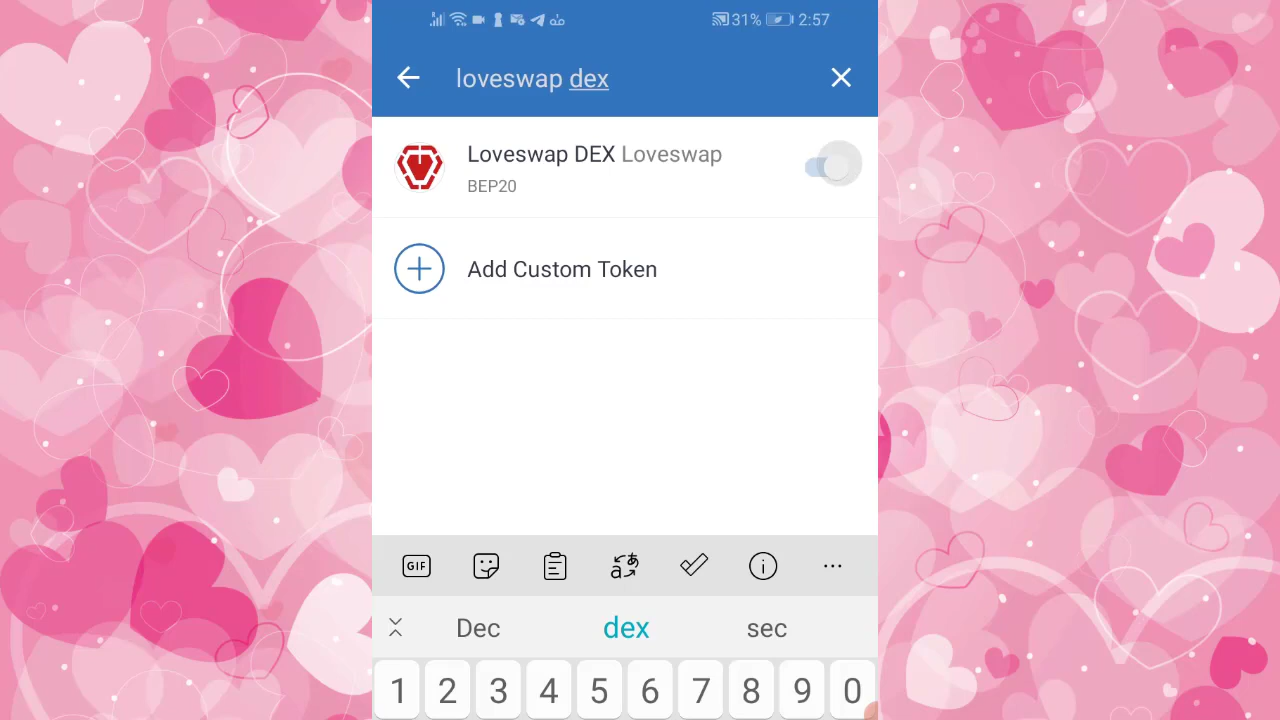 31% 2:57
loveswap dex
Loveswap DEX Loveswap
BEP20
Add Custom Token
GIF
Dec dex sec
1 2 3 4 5 6 7 8 9 0